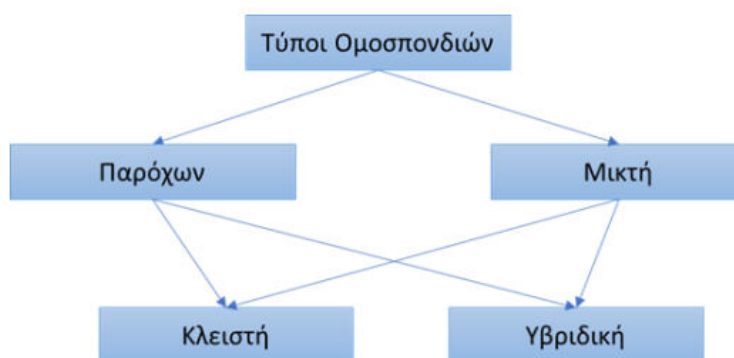 Τύποι Ομοσπονδιών
Παρόχων
Μικτή
Κλειστή
Υβριδική